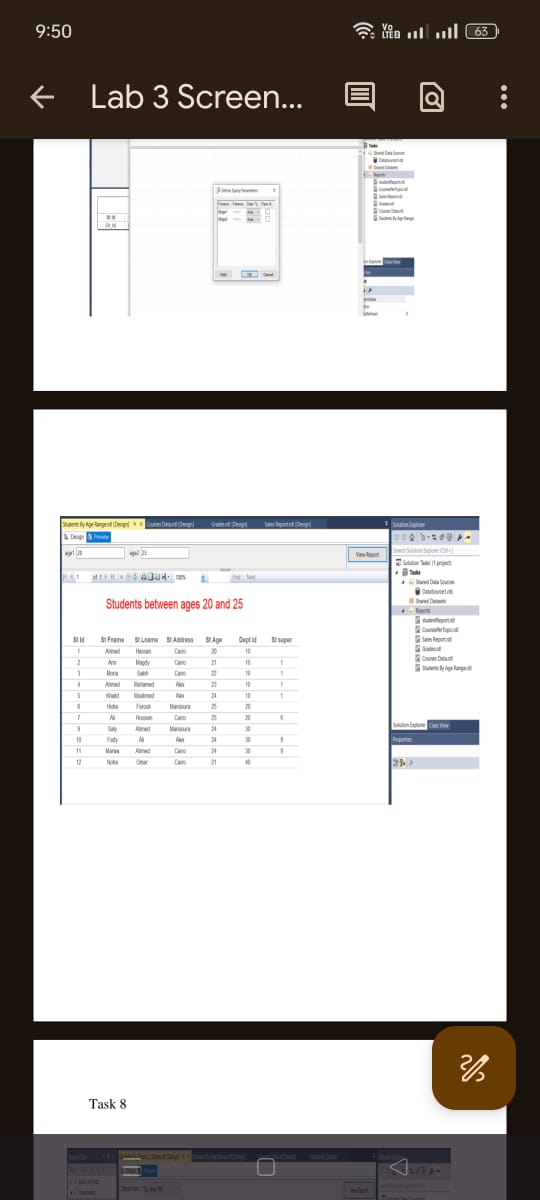 9:50
VoLTE
63
Lab 3 Screen...
Tasks
Shared Data Sources
DataSource1.rds
Shared Datasets
Reports
studentReport.rdl
CoursesPerTopic.rdl
Sales Report.rdl
Grades.rdl
Courses Data.rdl
Students By Age Range
Define Query Parameters
Help OK Cancel
Students By Age Range.rdl [Design] Courses Data.rdl [Design] Grades.rdl [Design] Sales Report.rdl [Design]
Design Preview
age1 20 age2 25 View Report
1 of 1 100% Find Next
Students between ages 20 and 25
St Id St Fname St Lname St Address St Age Dept Id St super
1 Ahmed Hassan Cairo 20 10
2 Amr Magdy Cairo 21 10 1
3 Mona Saleh Cairo 22 10 1
4 Ahmed Mohamed Alex 23 10 1
5 Khalid Moahmed Alex 24 10 1
6 Heba Farouk Mansoura 25 20
7 Ali Hussien Cairo 25 20 6
9 Saly Ahmed Mansoura 24 30
10 Fady Ali Alex 24 30 9
11 Marwa Ahmed Cairo 24 30 9
12 Noha Omar Cairo 21 40
Solution Explorer
Search Solution Explorer (Ctrl+;)
Solution 'Tasks' (1 project)
Tasks
Shared Data Sources
DataSource1.rds
Shared Datasets
Reports
studentReport.rdl
CoursesPerTopic.rdl
Sales Report.rdl
Grades.rdl
Courses Data.rdl
Students By Age Range.rdl
Solution Explorer Class View
Properties
Task 8